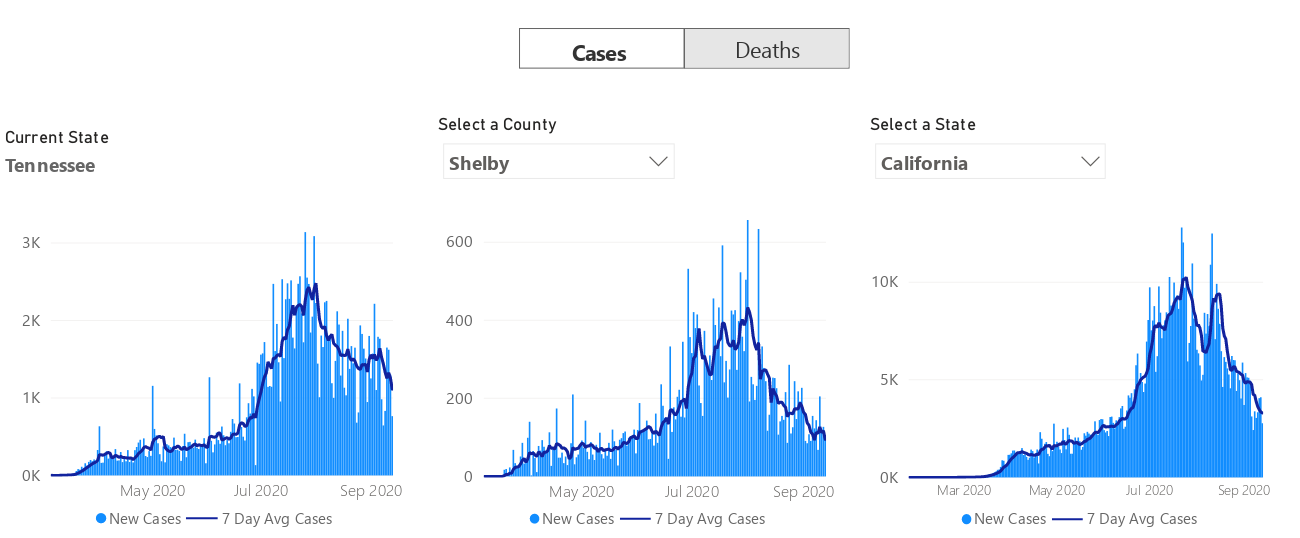 Cases Deaths
Current State
Tennessee
3K
2K
1K
0K
May 2020 Jul 2020 Sep 2020
New Cases 7 Day Avg Cases
Select a County
Shelby
600
400
200
0
May 2020 Jul 2020 Sep 2020
New Cases 7 Day Avg Cases
Select a State
California
10K
5K
0K
Mar 2020 May 2020 Jul 2020 Sep 2020
New Cases 7 Day Avg Cases